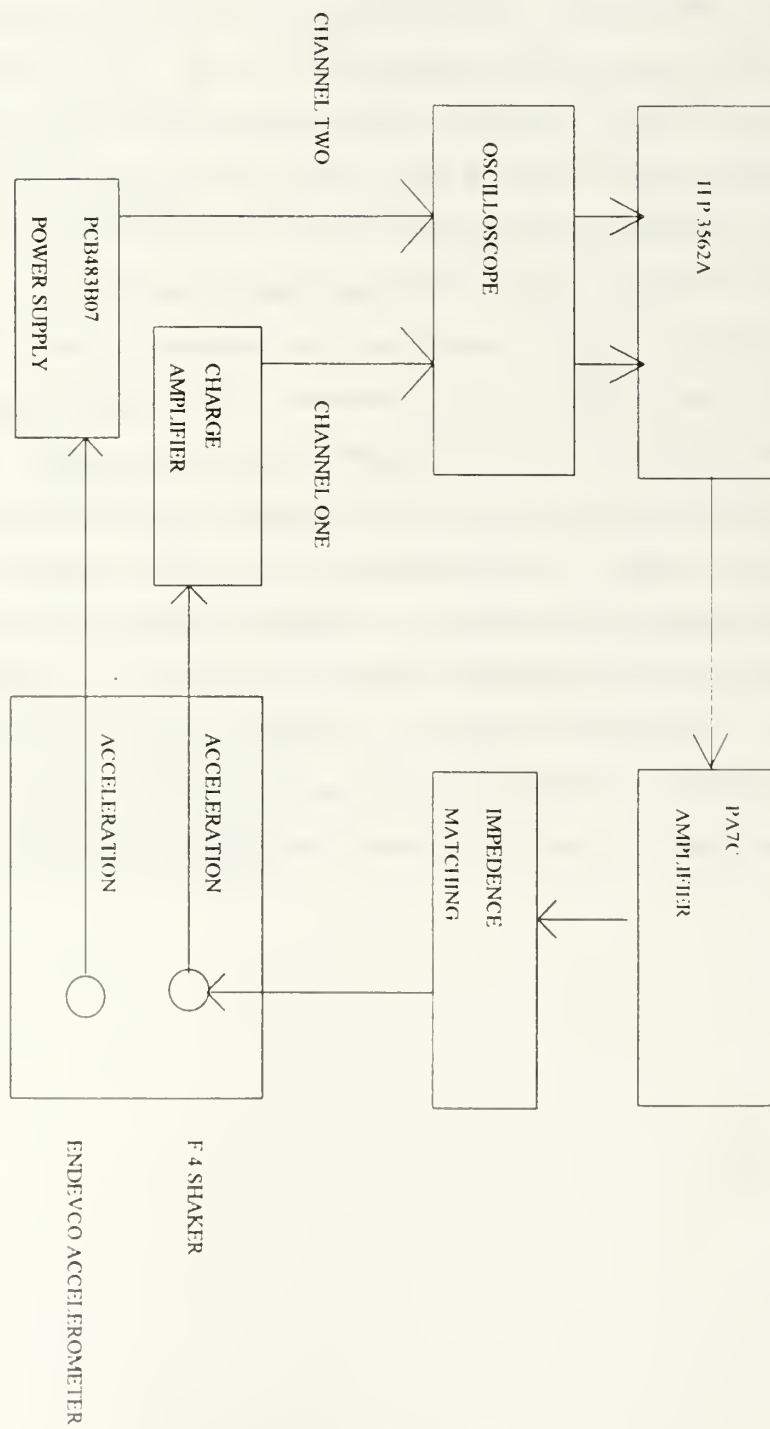 HP 3562A
PA7C
AMPLIFIER
OSCILLOSCOPE
IMPEDENCE
MATCHING
CHANNEL TWO
CHANNEL ONE
CHARGE
AMPLIFIER
ACCELERATION
F 4 SHAKER
PCB483B07
POWER SUPPLY
ACCELERATION
ENDEVCO ACCELEROMETER